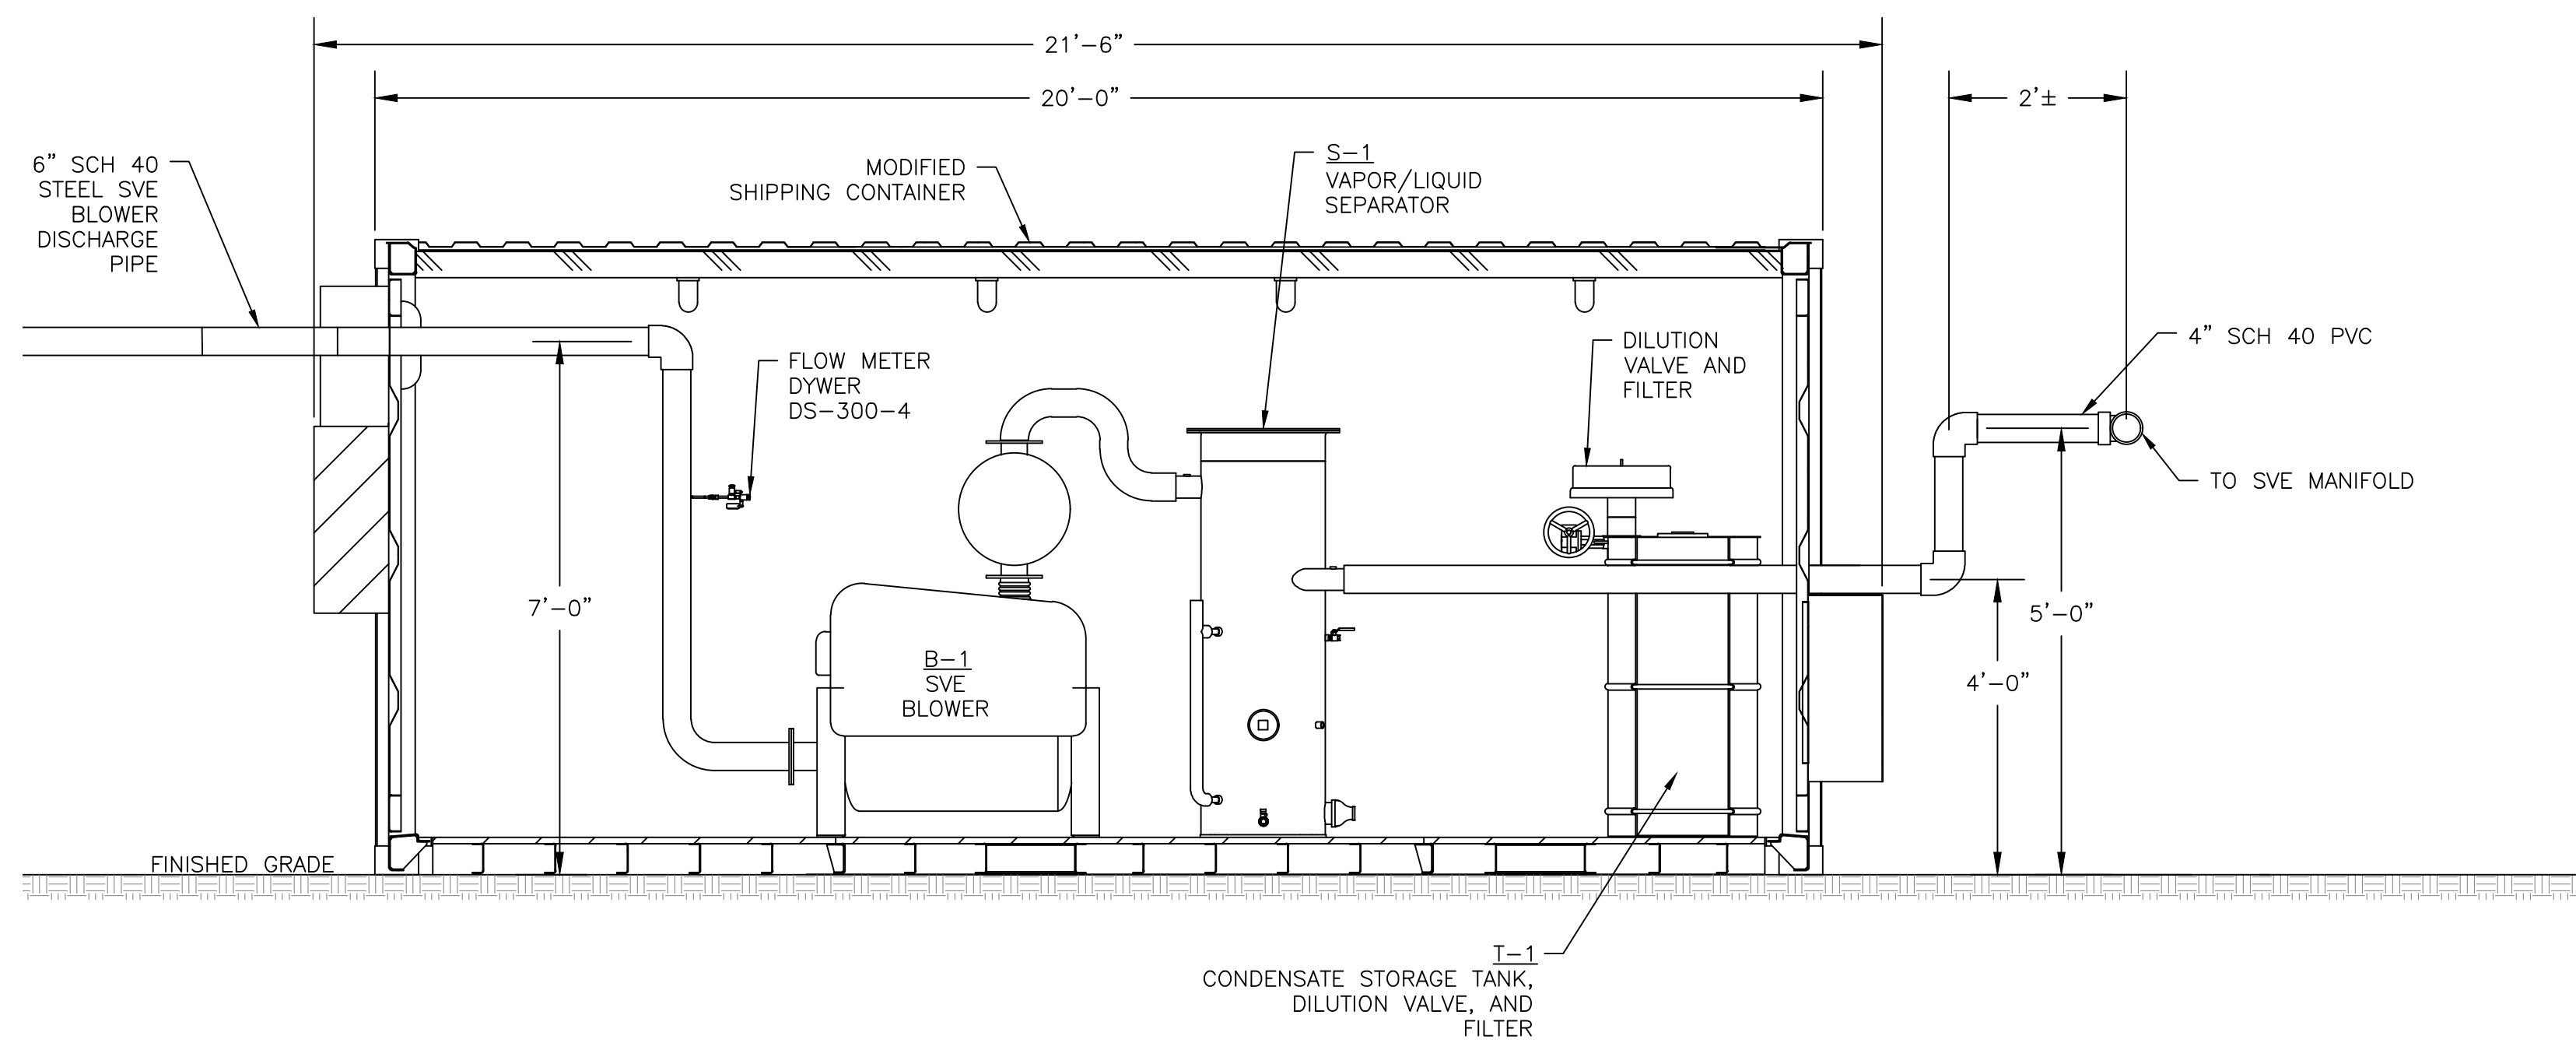 21'-6"
20'-0"
2'±
6" SCH 40
STEEL SVE
BLOWER
DISCHARGE
PIPE
MODIFIED
SHIPPING CONTAINER
S-1
VAPOR/LIQUID
SEPARATOR
FLOW METER
DYWER
DS-300-4
DILUTION
VALVE AND
FILTER
4" SCH 40 PVC
TO SVE MANIFOLD
7'-0"
B-1
SVE
BLOWER
5'-0"
4'-0"
FINISHED GRADE
T-1
CONDENSATE STORAGE TANK,
DILUTION VALVE, AND
FILTER